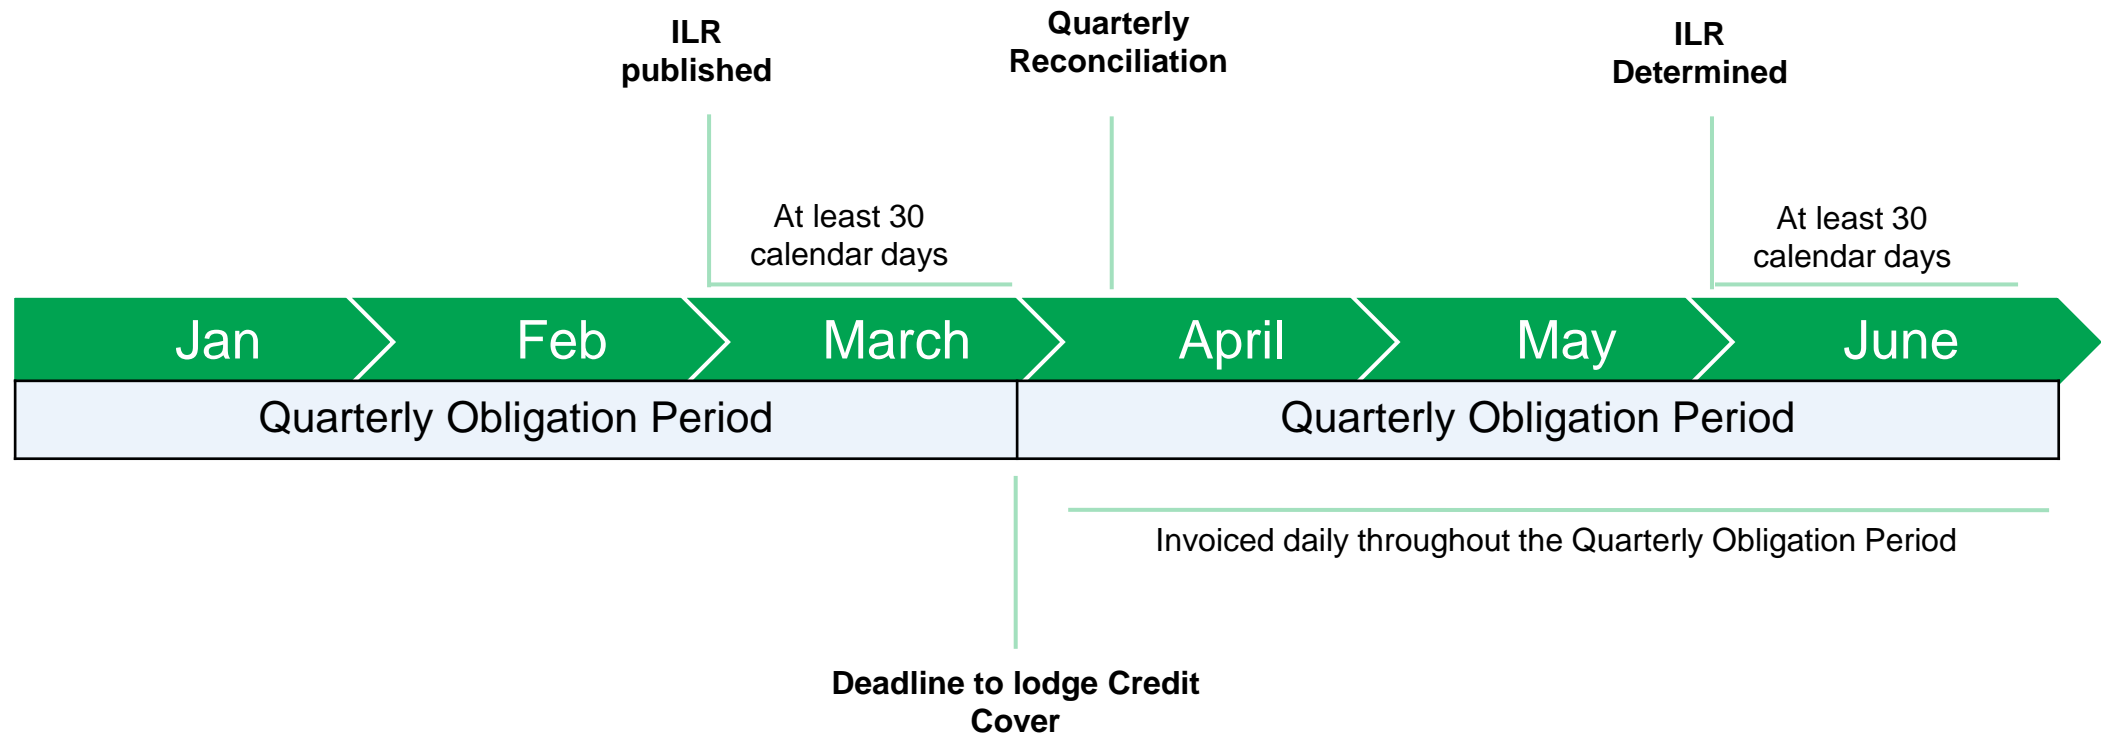 ILR
published
Quarterly
Reconciliation
ILR
Determined
At least 30
calendar days
At least 30
calendar days
Jan
Feb
March
April
May
June
Quarterly Obligation Period
Quarterly Obligation Period
Invoiced daily throughout the Quarterly Obligation Period
Deadline to lodge Credit
Cover